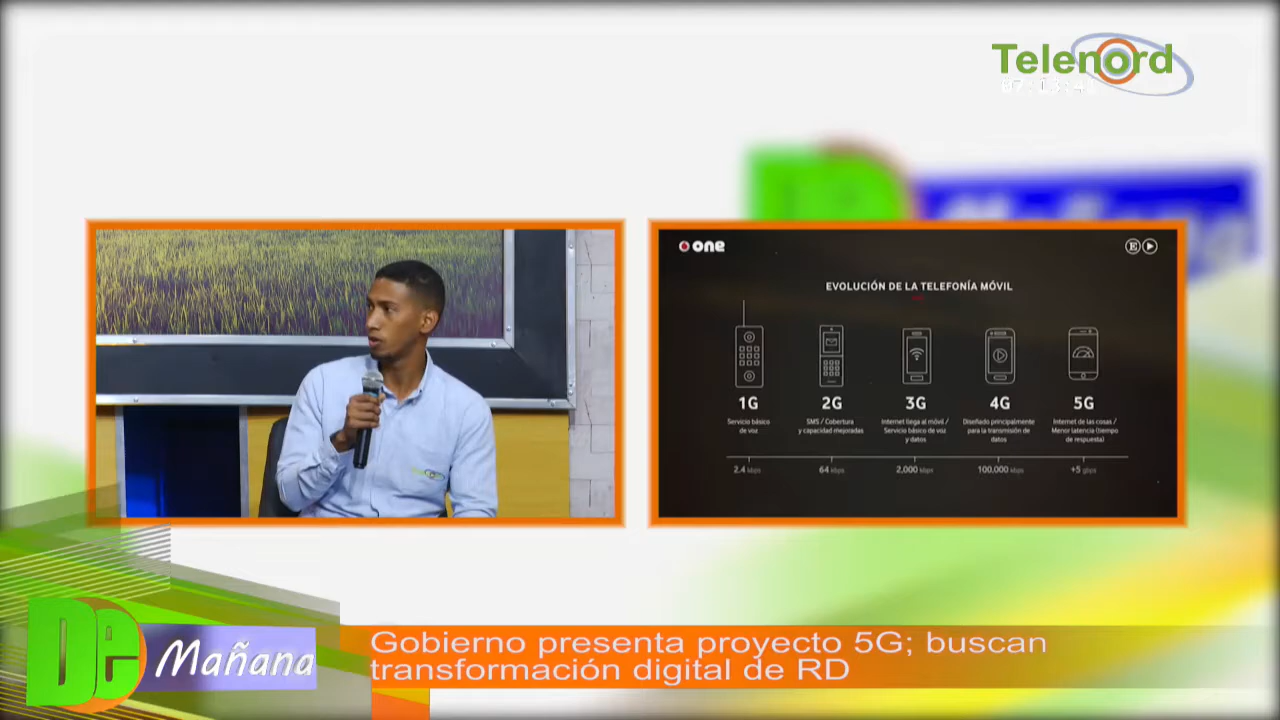 Telenord
one
EVOLUCIÓN DE LA TELEFONÍA MÓVIL
1G
2G
3G
4G
5G
Servicio básico
de voz
SMS / Cobertura
y capacidad mejoradas
Internet llega al móvil /
Servicio básico de voz
y datos
Diseñado principalmente
para la transmisión de
datos
Internet de las cosas /
Menor latencia (tiempo
de respuesta)
2.4 kbps
64 kbps
2,000 kbps
100,000 kbps
+5 gbps
De
Mañana
Gobierno presenta proyecto 5G; buscan
transformación digital de RD